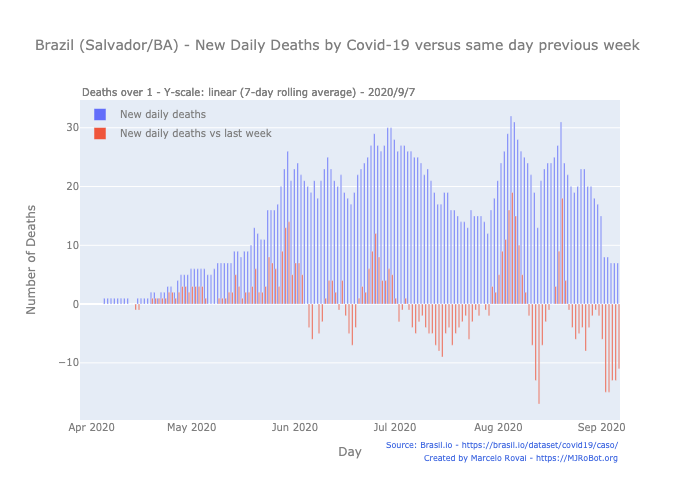 Brazil (Salvador/BA) - New Daily Deaths by Covid-19 versus same day previous week
Deaths over 1 - Y-scale: linear (7-day rolling average) - 2020/9/7
New daily deaths
New daily deaths vs last week
Number of Deaths
30
20
10
0
−10
Apr 2020 May 2020 Jun 2020 Jul 2020 Aug 2020 Sep 2020
Day
Source: Brasil.io - https://brasil.io/dataset/covid19/caso/
Created by Marcelo Rovai - https://MJRoBot.org